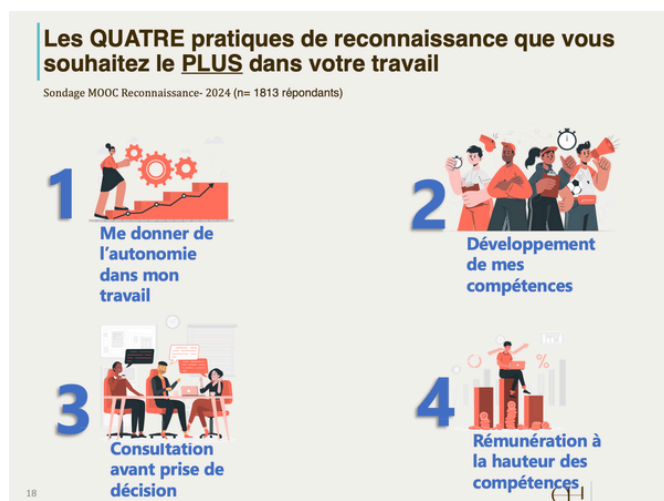 Les QUATRE pratiques de reconnaissance que vous
souhaitez le PLUS dans votre travail
Sondage MOOC Reconnaissance- 2024 (n= 1813 répondants)
1
Me donner de
l'autonomie
dans mon
travail
2
Développement
de mes
compétences
3
Consultation
avant prise de
décision
4
Rémunération à
la hauteur des
compétences
18